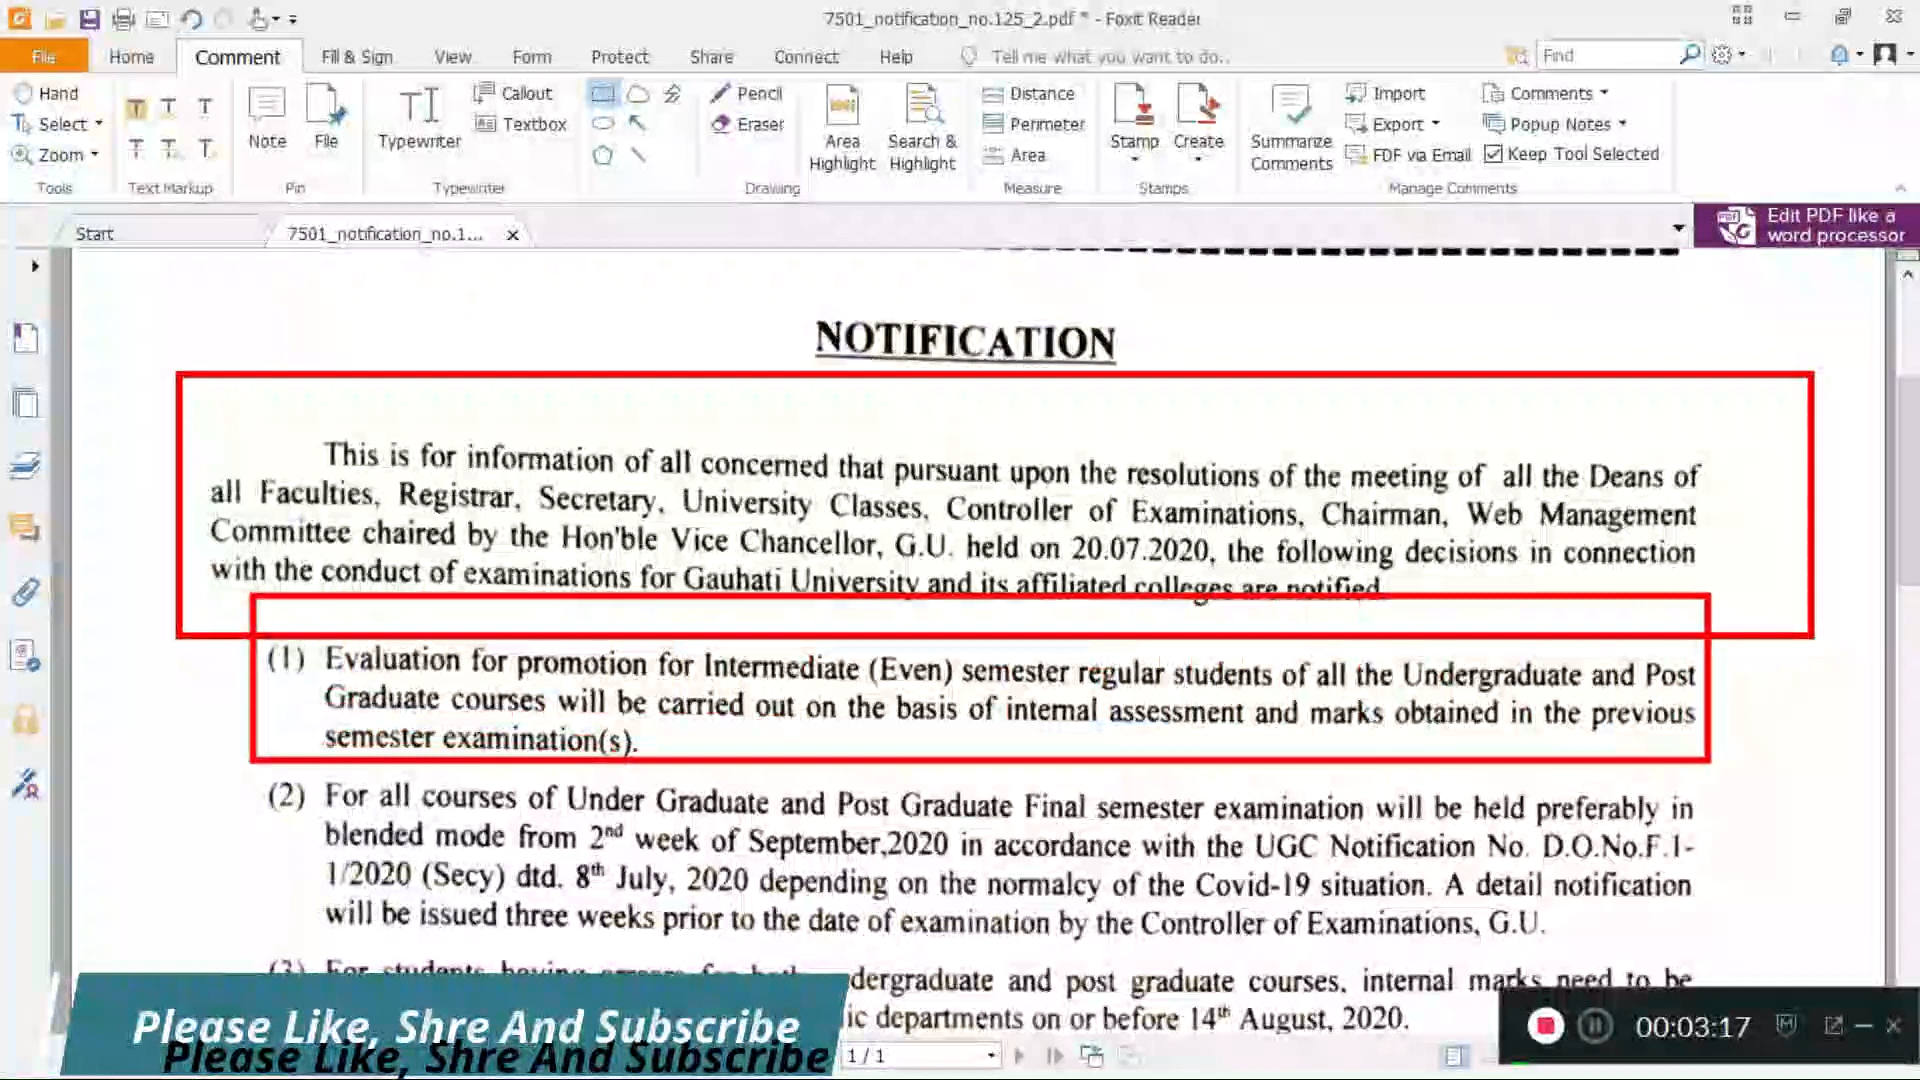 7501_notification_no.125_2.pdf * - Foxit Reader
File Home Comment Fill & Sign View Form Protect Share Connect Help Tell me what you want to do.. Find
Hand
Select
Zoom
Tools
Text Markup
Note
File
Pin
Typewriter
Callout
Textbox
Typewriter
Pencil
Eraser
Area Highlight
Search & Highlight
Drawing
Distance
Perimeter
Area
Measure
Stamp
Create
Stamps
Summarize Comments
Import
Export
FDF via Email
Comments
Popup Notes
Keep Tool Selected
Manage Comments
Start
7501_notification_no.1...
Edit PDF like a
word processor
NOTIFICATION
This is for information of all concerned that pursuant upon the resolutions of the meeting of all the Deans of
all Faculties, Registrar, Secretary, University Classes, Controller of Examinations, Chairman, Web Management
Committee chaired by the Hon'ble Vice Chancellor, G.U. held on 20.07.2020, the following decisions in connection
with the conduct of examinations for Gauhati University and its affiliated colleges are notified.
(1) Evaluation for promotion for Intermediate (Even) semester regular students of all the Undergraduate and Post
Graduate courses will be carried out on the basis of internal assessment and marks obtained in the previous
semester examination(s).
(2) For all courses of Under Graduate and Post Graduate Final semester examination will be held preferably in
blended mode from 2nd week of September,2020 in accordance with the UGC Notification No. D.O.No.F.1-
1/2020 (Secy) dtd. 8th July, 2020 depending on the normalcy of the Covid-19 situation. A detail notification
will be issued three weeks prior to the date of examination by the Controller of Examinations, G.U.
(3) For students having dergraduate and post graduate courses, internal marks need to be
ic departments on or before 14th August, 2020.
Please Like, Shre And Subscribe
Please Like, Shre And Subscribe
1 / 1
00:03:17